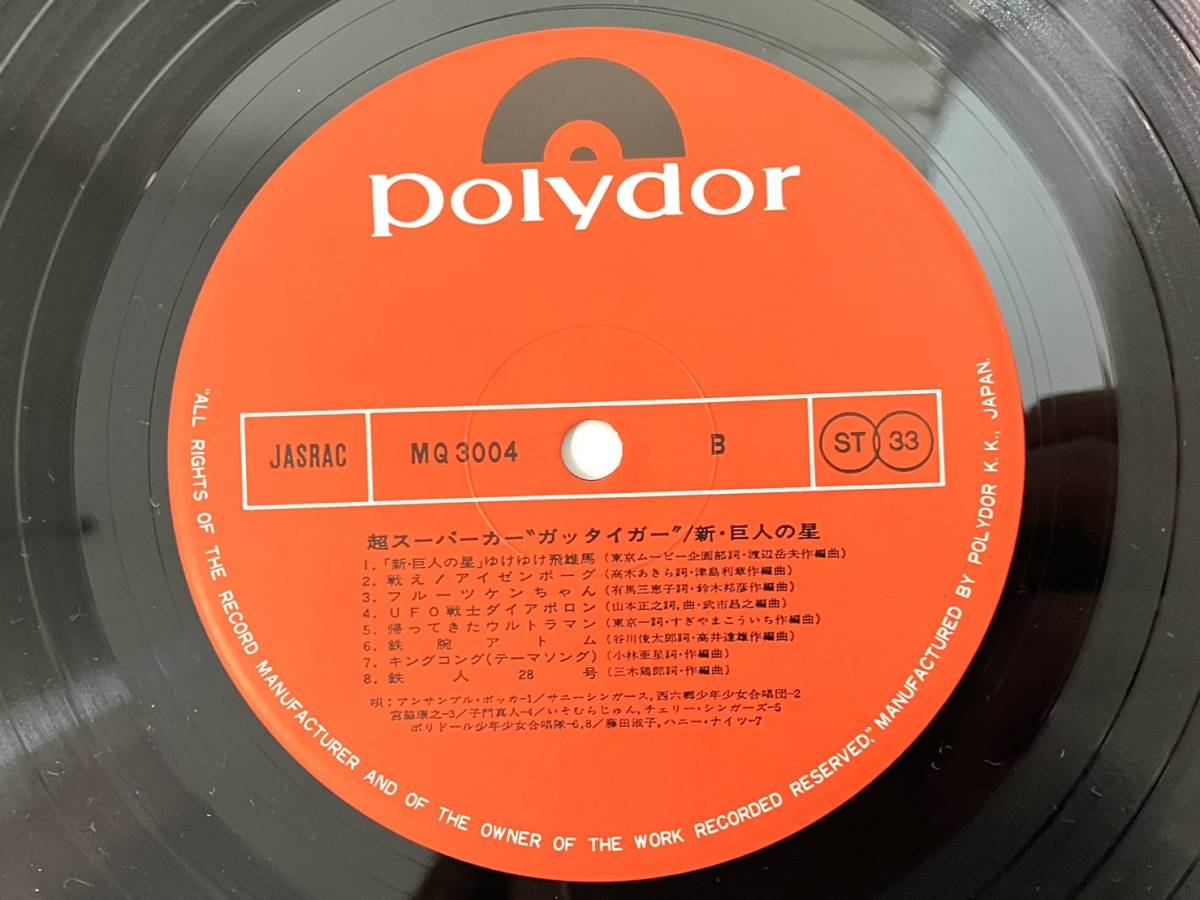 polydor
JASRAC MQ3004 B ST 33
超スーパーカー〝ガッタイガー〟/新・巨人の星
1.「新・巨人の星」ゆけゆけ飛雄馬(東京ムービー企画部詞・渡辺岳夫作編曲)
2. 戦え!アイゼンボーグ(高木あきら詞・津島利章作編曲)
3. フルーツケンちゃん(有馬三恵子詞・鈴木邦彦作編曲)
4. UFO戦士ダイアポロン(山本正之詞,曲・武市昌之編曲)
5. 帰ってきたウルトラマン(東京一詞・すぎやまこういち作編曲)
6. 鉄腕アトム(谷川俊太郎詞・高井達雄作編曲)
7. キングコング(テーマソング)(小林亜星詞・作編曲)
8. 鉄人28号(三木鶏郎詞・作編曲)
唄:アンサンブル・ボッカ-1/サニーシンガース,西六郷少年少女合唱団-2
宮脇康之-3/子門真人-4/いそむらじゅん,チェリー・シンガーズ-5
ポリドール少年少女合唱隊-6,8/藤田淑子,ハニー・ナイツ-7
"ALL RIGHTS OF THE RECORD MANUFACTURER AND OF THE OWNER OF THE WORK RECORDED RESERVED," MANUFACTURED BY POLYDOR K.K., JAPAN.